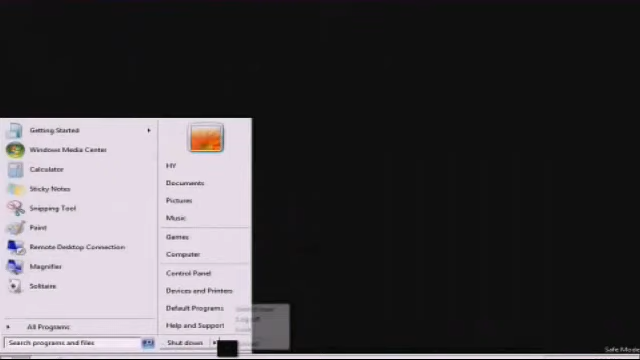 Getting Started
Windows Media Center
Calculator
Sticky Notes
Snipping Tool
Paint
Remote Desktop Connection
Magnifier
Solitaire
All Programs
Search programs and files
HY
Documents
Pictures
Music
Games
Computer
Control Panel
Devices and Printers
Default Programs
Help and Support
Shut down
Log off
Safe Mode